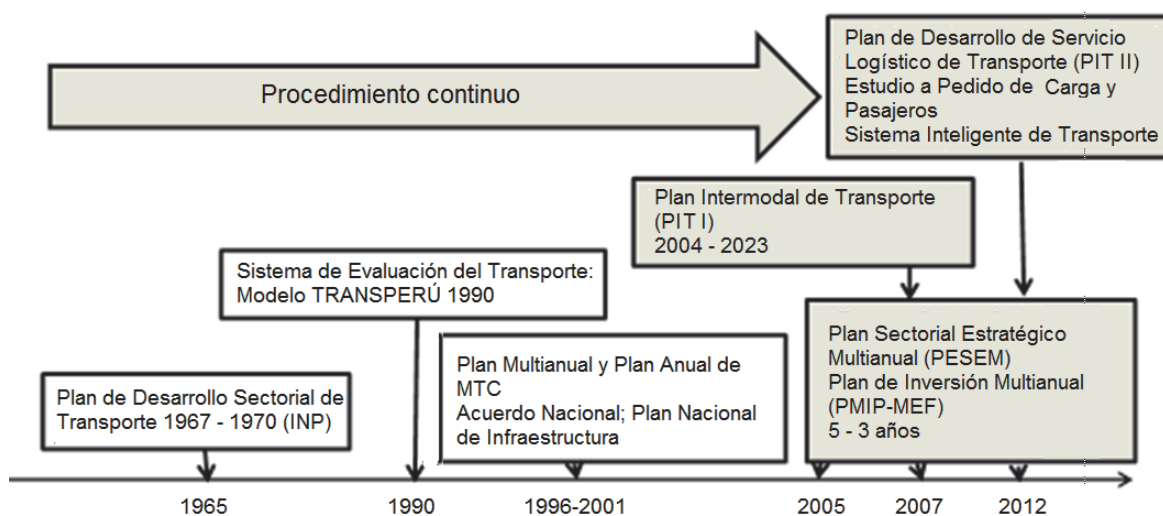 Procedimiento continuo
Plan de Desarrollo de Servicio
Logístico de Transporte (PIT II)
Estudio a Pedido de Carga y
Pasajeros
Sistema Inteligente de Transporte
Plan Intermodal de Transporte
(PIT I)
2004 - 2023
Sistema de Evaluación del Transporte:
Modelo TRANSPERÚ 1990
Plan de Desarrollo Sectorial de
Transporte 1967 - 1970 (INP)
Plan Multianual y Plan Anual de
MTC
Acuerdo Nacional; Plan Nacional
de Infraestructura
Plan Sectorial Estratégico
Multianual (PESEM)
Plan de Inversión Multianual
(PMIP-MEF)
5 - 3 años
1965 1990 1996-2001 2005 2007 2012